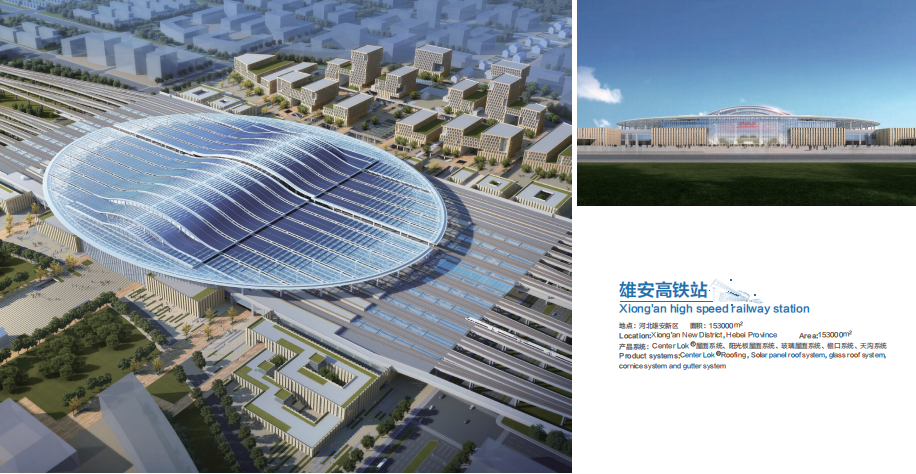 雄安高铁站
Xiong'an high speed railway station
地点：河北雄安新区 面积：153000m²
Location:Xiong'an New District, Hebei Province Area:153000m²
产品系统：Center Lok®屋面系统、阳光板屋面系统、玻璃屋面系统、檐口系统、天沟系统
Product systems:Center Lok®Roofing, Solar panel roof system, glass roof system,
cornice system and gutter system